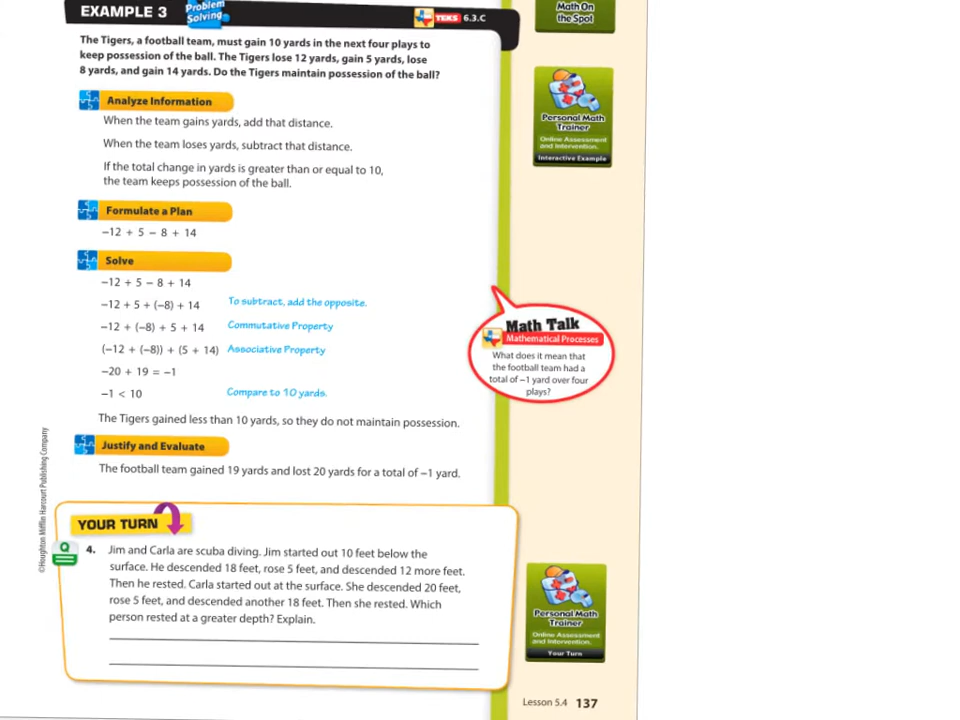 EXAMPLE 3
Problem
Solving
TEKS 6.3.C
Math On
the Spot
The Tigers, a football team, must gain 10 yards in the next four plays to
keep possession of the ball. The Tigers lose 12 yards, gain 5 yards, lose
8 yards, and gain 14 yards. Do the Tigers maintain possession of the ball?
Personal Math
Trainer
Online Assessment
and Intervention.
Interactive Example
Analyze Information
When the team gains yards, add that distance.
When the team loses yards, subtract that distance.
If the total change in yards is greater than or equal to 10,
the team keeps possession of the ball.
Formulate a Plan
−12 + 5 − 8 + 14
Solve
−12 + 5 − 8 + 14
−12 + 5 + (−8) + 14 To subtract, add the opposite.
−12 + (−8) + 5 + 14 Commutative Property
(−12 + (−8)) + (5 + 14) Associative Property
−20 + 19 = −1
−1 < 10 Compare to 10 yards.
The Tigers gained less than 10 yards, so they do not maintain possession.
Math Talk
Mathematical Processes
What does it mean that
the football team had a
total of −1 yard over four
plays?
Justify and Evaluate
The football team gained 19 yards and lost 20 yards for a total of −1 yard.
©Houghton Mifflin Harcourt Publishing Company
YOUR TURN
4. Jim and Carla are scuba diving. Jim started out 10 feet below the
surface. He descended 18 feet, rose 5 feet, and descended 12 more feet.
Then he rested. Carla started out at the surface. She descended 20 feet,
rose 5 feet, and descended another 18 feet. Then she rested. Which
person rested at a greater depth? Explain.
Personal Math
Trainer
Online Assessment
and Intervention.
Your Turn
Lesson 5.4 137